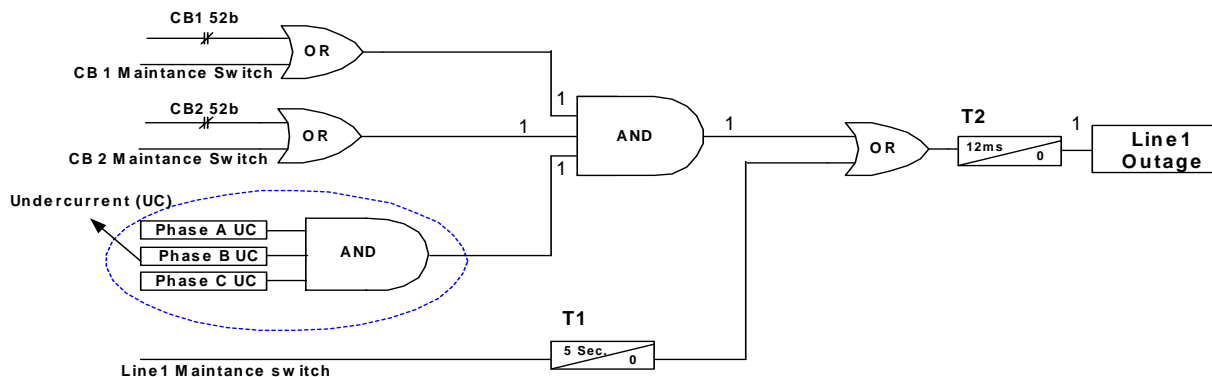 CB1 52b
OR
CB 1 Maintance Switch
1
CB2 52b
OR
1
CB 2 Maintance Switch
AND
1
1
OR
T2
12ms
0
1
Line1
Outage
Undercurrent (UC)
Phase A UC
Phase B UC
Phase C UC
AND
T1
5 Sec.
0
Line1 Maintance switch